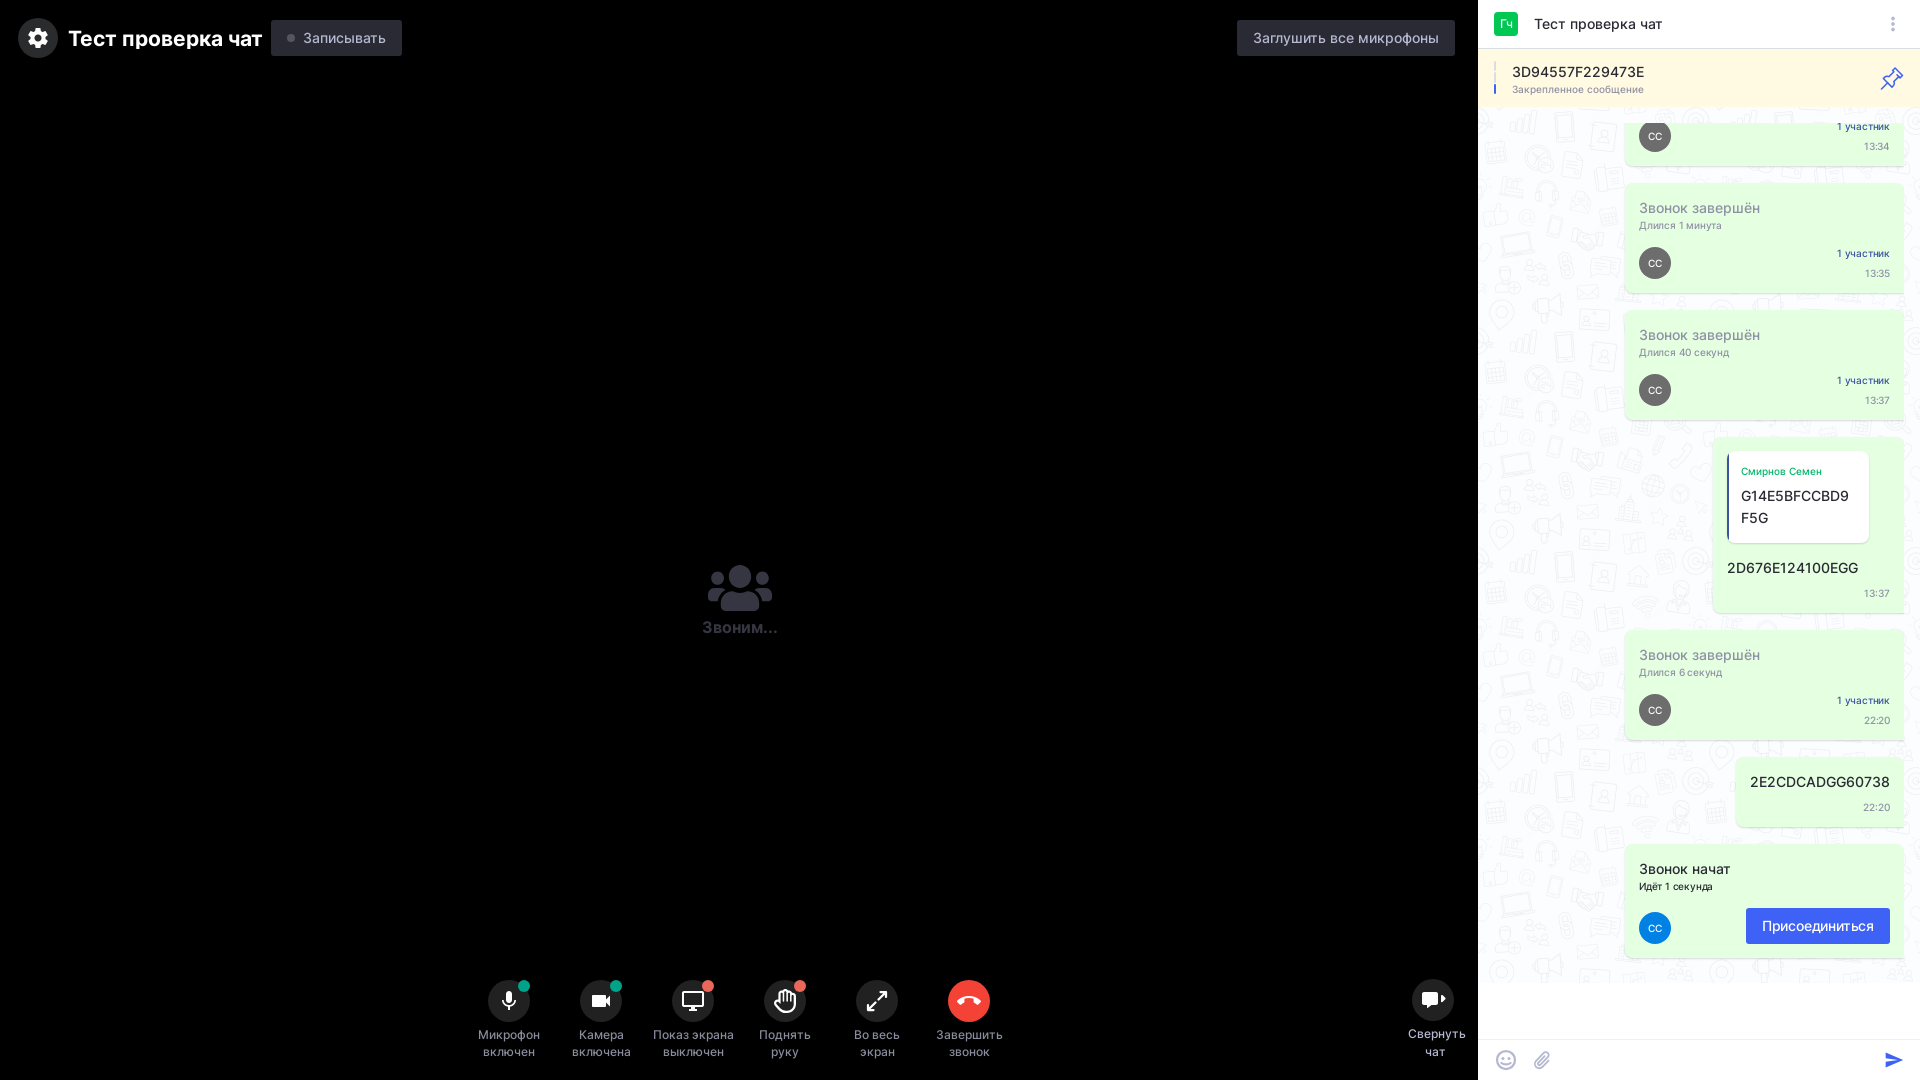 Тест проверка чат
Записывать
Заглушить все микрофоны
Звоним...
Микрофон
включен
Камера
включена
Показ экрана
выключен
Поднять
руку
Во весь
экран
Завершить
звонок
Свернуть
чат
Гч
Тест проверка чат
3D94557F229473E
Закрепленное сообщение
СС
1 участник
13:34
Звонок завершён
Длился 1 минута
СС
1 участник
13:35
Звонок завершён
Длился 40 секунд
СС
1 участник
13:37
Смирнов Семен
G14E5BFCCBD9
F5G
2D676E124100EGG
13:37
Звонок завершён
Длился 6 секунд
СС
1 участник
22:20
2E2CDCADGG60738
22:20
Звонок начат
Идёт 1 секунда
СС
Присоединиться